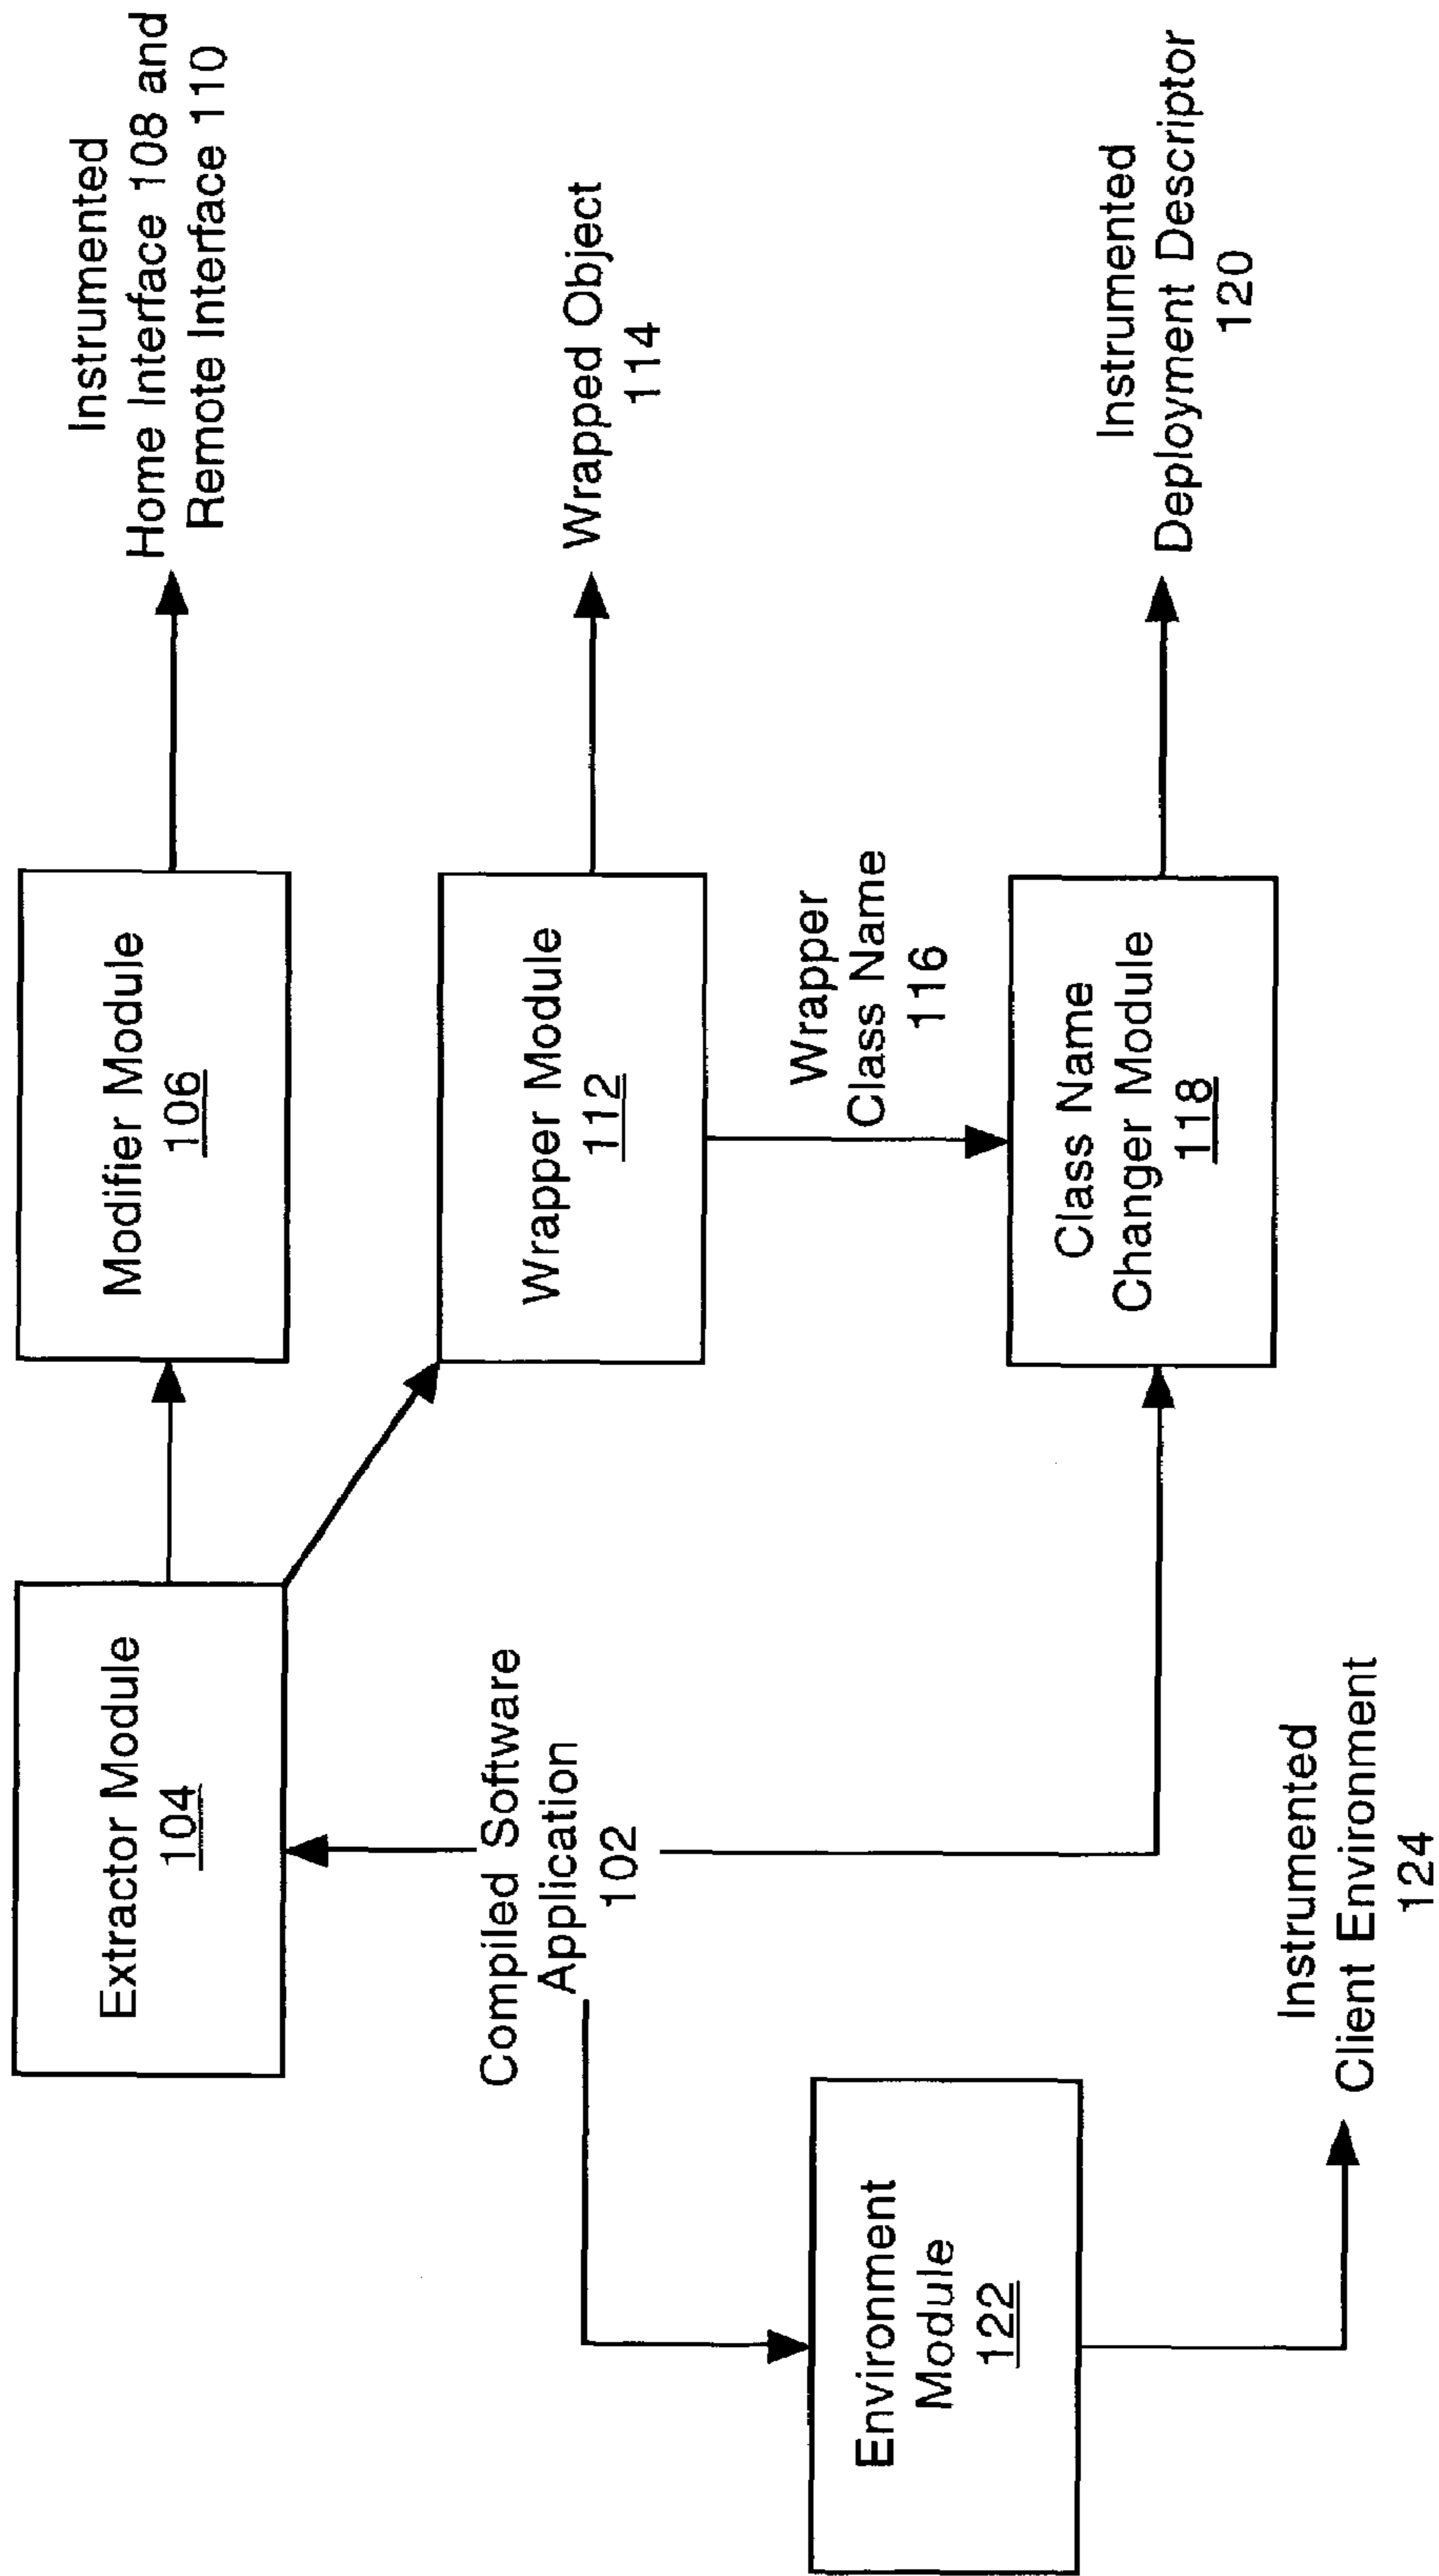 Extractor Module
104
Modifier Module
106
Instrumented
Home Interface 108 and
Remote Interface 110
Compiled Software
Application
102
Wrapper Module
112
Wrapped Object
114
Wrapper
Class Name
116
Environment
Module
122
Class Name
Changer Module
118
Instrumented
Deployment Descriptor
120
Instrumented
Client Environment
124